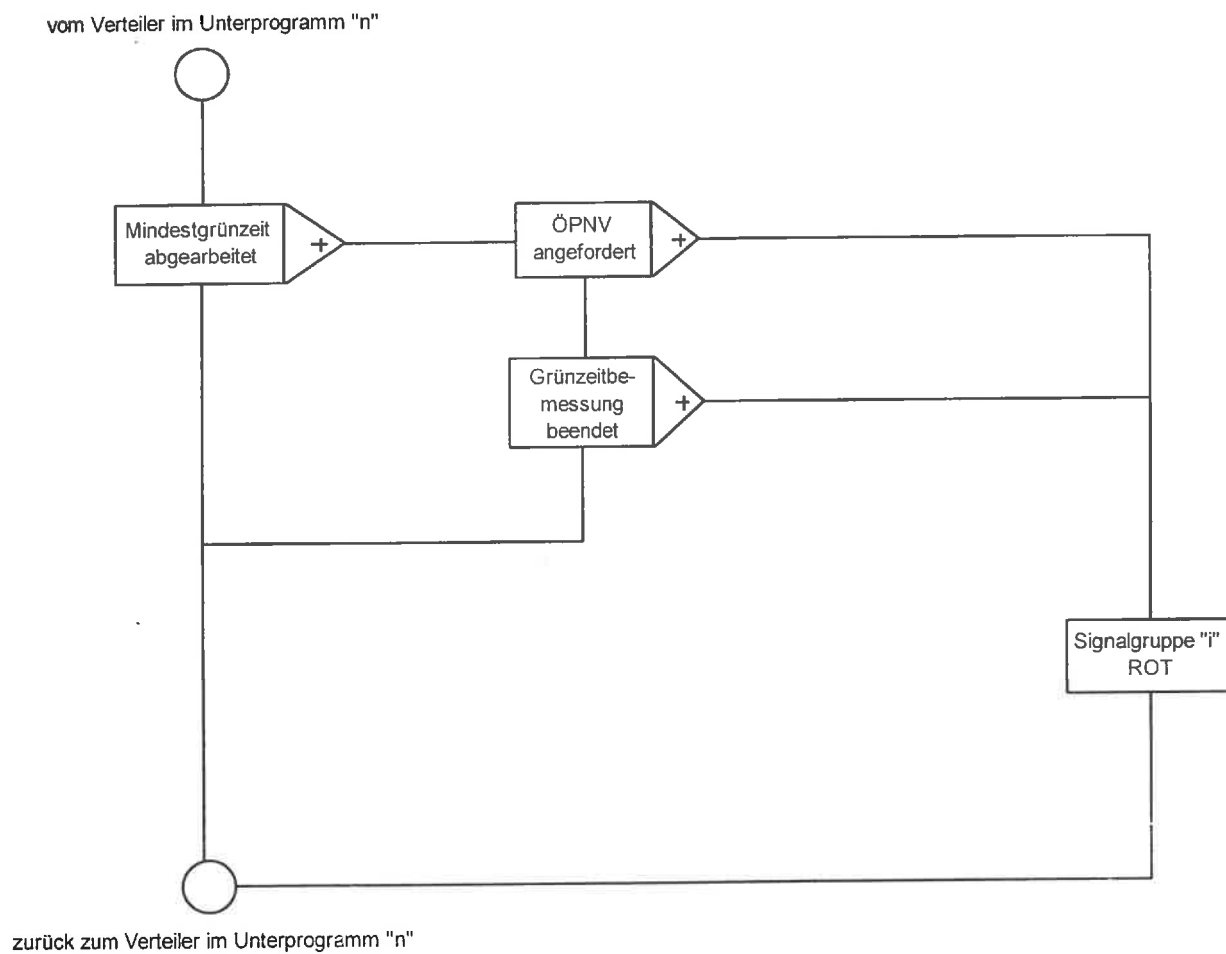 vom Verteiler im Unterprogramm "n"
Mindestgrünzeit
abgearbeitet
+
ÖPNV
angefordert
+
Grünzeitbe-
messung
beendet
+
Signalgruppe "i"
ROT
zurück zum Verteiler im Unterprogramm "n"